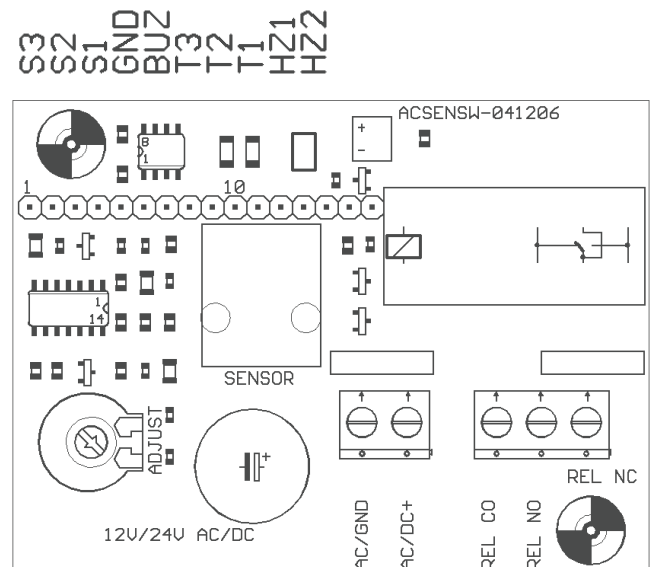 S3
S2
S1
GND
BUZ
T3
T2
T1
HZ1
HZ2
ACSENSW-041206
+
-
8
1
1
10
1
14
SENSOR
ADJUST
+
12V/24V AC/DC
AC/GND
AC/DC+
REL CO
REL NO
REL NC